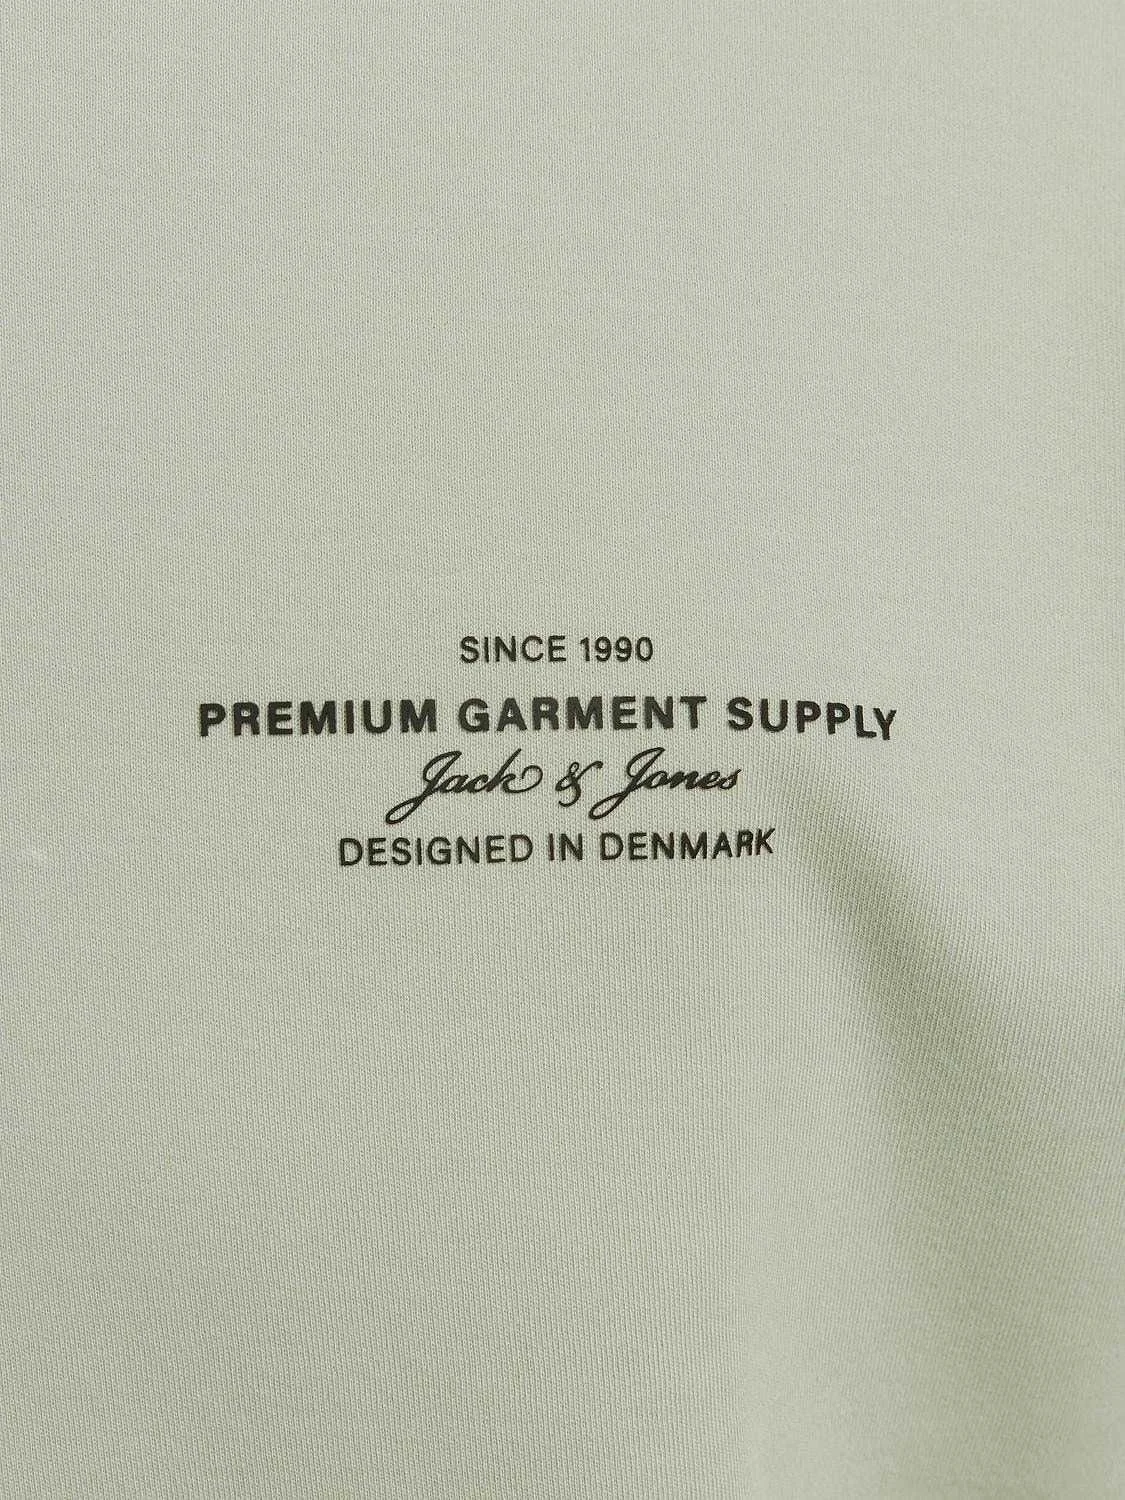 SINCE 1990
PREMIUM GARMENT SUPPLY
Jack & Jones
DESIGNED IN DENMARK